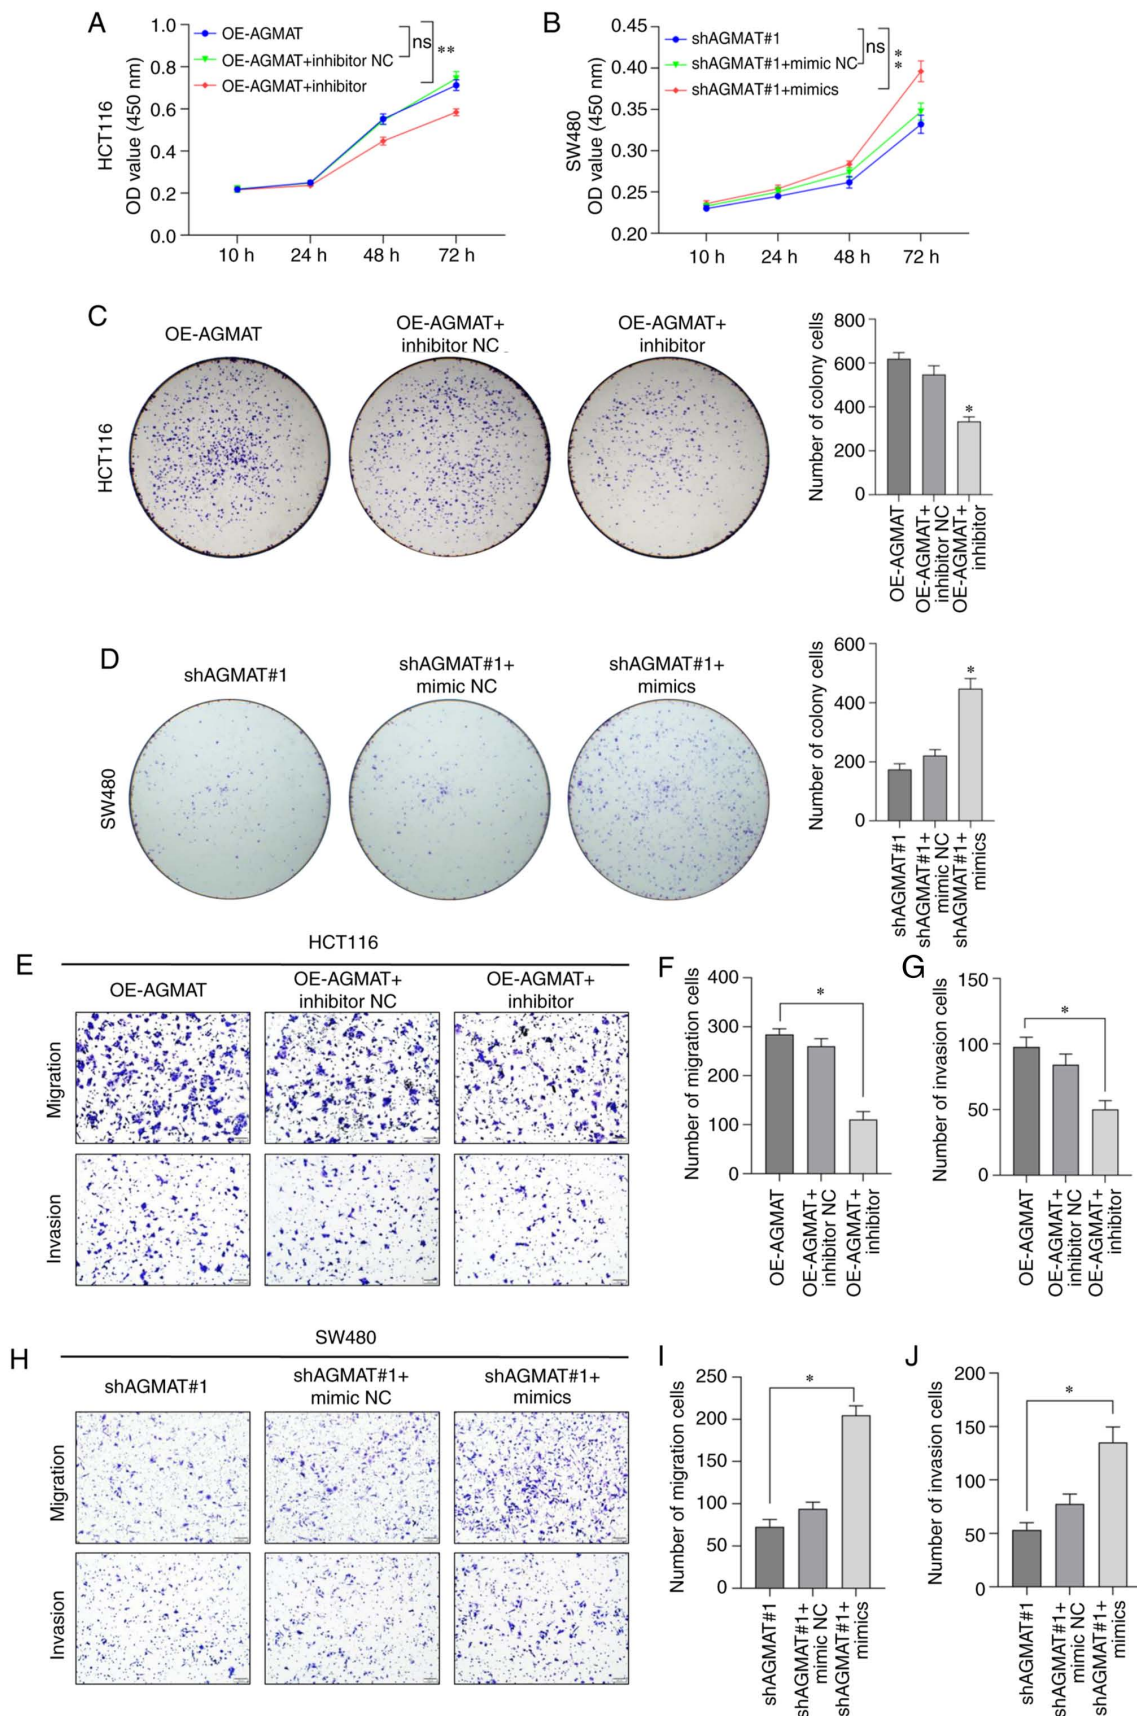 A
HCT116
OD value (450 nm)
1.0
0.8
0.6
0.4
0.2
0.0
OE-AGMAT
OE-AGMAT+inhibitor NC
OE-AGMAT+inhibitor
ns
**
10 h
24 h
48 h
72 h
B
SW480
OD value (450 nm)
0.45
0.40
0.35
0.30
0.25
0.20
shAGMAT#1
shAGMAT#1+mimic NC
shAGMAT#1+mimics
ns
**
10 h
24 h
48 h
72 h
C
HCT116
OE-AGMAT
OE-AGMAT+
inhibitor NC
OE-AGMAT+
inhibitor
Number of colony cells
800
600
400
200
0
*
OE-AGMAT
OE-AGMAT+
inhibitor NC
OE-AGMAT+
inhibitor
D
SW480
shAGMAT#1
shAGMAT#1+
mimic NC
shAGMAT#1+
mimics
Number of colony cells
600
400
200
0
*
shAGMAT#1
shAGMAT#1+
mimic NC
shAGMAT#1+
mimics
E
HCT116
OE-AGMAT
OE-AGMAT+
inhibitor NC
OE-AGMAT+
inhibitor
Migration
Invasion
F
Number of migration cells
400
300
200
100
0
*
OE-AGMAT
OE-AGMAT+
inhibitor NC
OE-AGMAT+
inhibitor
G
Number of invasion cells
150
100
50
0
*
OE-AGMAT
OE-AGMAT+
inhibitor NC
OE-AGMAT+
inhibitor
H
SW480
shAGMAT#1
shAGMAT#1+
mimic NC
shAGMAT#1+
mimics
Migration
Invasion
I
Number of migration cells
250
200
150
100
50
0
*
shAGMAT#1
shAGMAT#1+
mimic NC
shAGMAT#1+
mimics
J
Number of invasion cells
200
150
100
50
0
*
shAGMAT#1
shAGMAT#1+
mimic NC
shAGMAT#1+
mimics